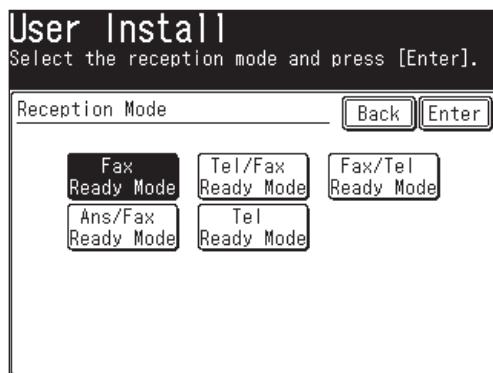 User Install
Select the reception mode and press [Enter].
Reception Mode
Back
Enter
Fax
Ready Mode
Tel/Fax
Ready Mode
Fax/Tel
Ready Mode
Ans/Fax
Ready Mode
Tel
Ready Mode